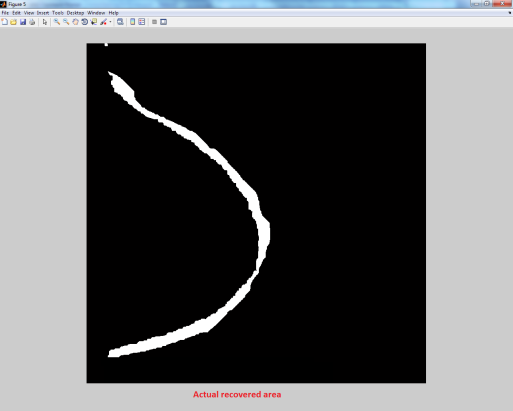 Figure 5
File Edit View Insert Tools Desktop Window Help
Actual recovered area